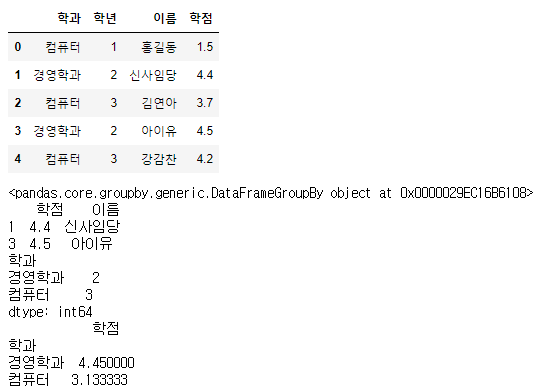 학과 학년 이름 학점
0 컴퓨터 1 홍길동 1.5
1 경영학과 2 신사임당 4.4
2 컴퓨터 3 김연아 3.7
3 경영학과 2 아이유 4.5
4 컴퓨터 3 강감찬 4.2
<pandas.core.groupby.generic.DataFrameGroupBy object at 0x0000029EC16B6108>
학점 이름
1 4.4 신사임당
3 4.5 아이유
학과
경영학과 2
컴퓨터 3
dtype: int64
학점
학과
경영학과 4.450000
컴퓨터 3.133333